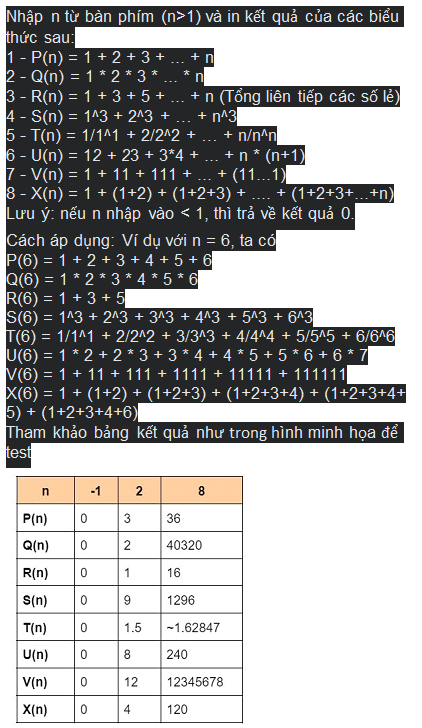 Nhập n từ bàn phím (n>1) và in kết quả của các biểu
thức sau:
1 - P(n) = 1 + 2 + 3 + ... + n
2 - Q(n) = 1 * 2 * 3 * ... * n
3 - R(n) = 1 + 3 + 5 + ... + n (Tổng liên tiếp các số lẻ)
4 - S(n) = 1^3 + 2^3 + ... + n^3
5 - T(n) = 1/1^1 + 2/2^2 + ... + n/n^n
6 - U(n) = 12 + 23 + 3*4 + ... + n * (n+1)
7 - V(n) = 1 + 11 + 111 + ... + (11...1)
8 - X(n) = 1 + (1+2) + (1+2+3) + .... + (1+2+3+...+n)
Lưu ý: nếu n nhập vào < 1, thì trả về kết quả 0.
Cách áp dụng: Ví dụ với n = 6, ta có
P(6) = 1 + 2 + 3 + 4 + 5 + 6
Q(6) = 1 * 2 * 3 * 4 * 5 * 6
R(6) = 1 + 3 + 5
S(6) = 1^3 + 2^3 + 3^3 + 4^3 + 5^3 + 6^3
T(6) = 1/1^1 + 2/2^2 + 3/3^3 + 4/4^4 + 5/5^5 + 6/6^6
U(6) = 1 * 2 + 2 * 3 + 3 * 4 + 4 * 5 + 5 * 6 + 6 * 7
V(6) = 1 + 11 + 111 + 1111 + 11111 + 111111
X(6) = 1 + (1+2) + (1+2+3) + (1+2+3+4) + (1+2+3+4+
5) + (1+2+3+4+6)
Tham khảo bảng kết quả như trong hình minh họa để
test
n -1 2 8
P(n) 0 3 36
Q(n) 0 2 40320
R(n) 0 1 16
S(n) 0 9 1296
T(n) 0 1.5 ~1.62847
U(n) 0 8 240
V(n) 0 12 12345678
X(n) 0 4 120